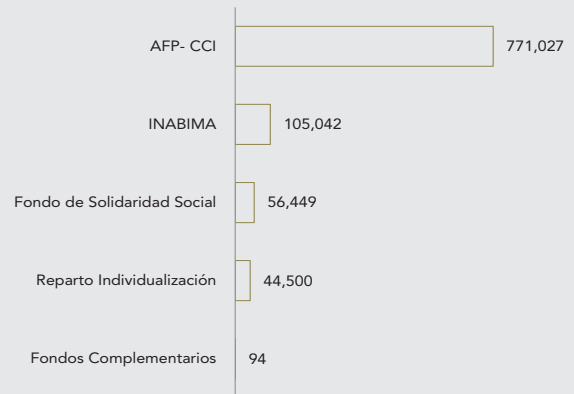 AFP- CCI 771,027
INABIMA 105,042
Fondo de Solidaridad Social 56,449
Reparto Individualización 44,500
Fondos Complementarios 94